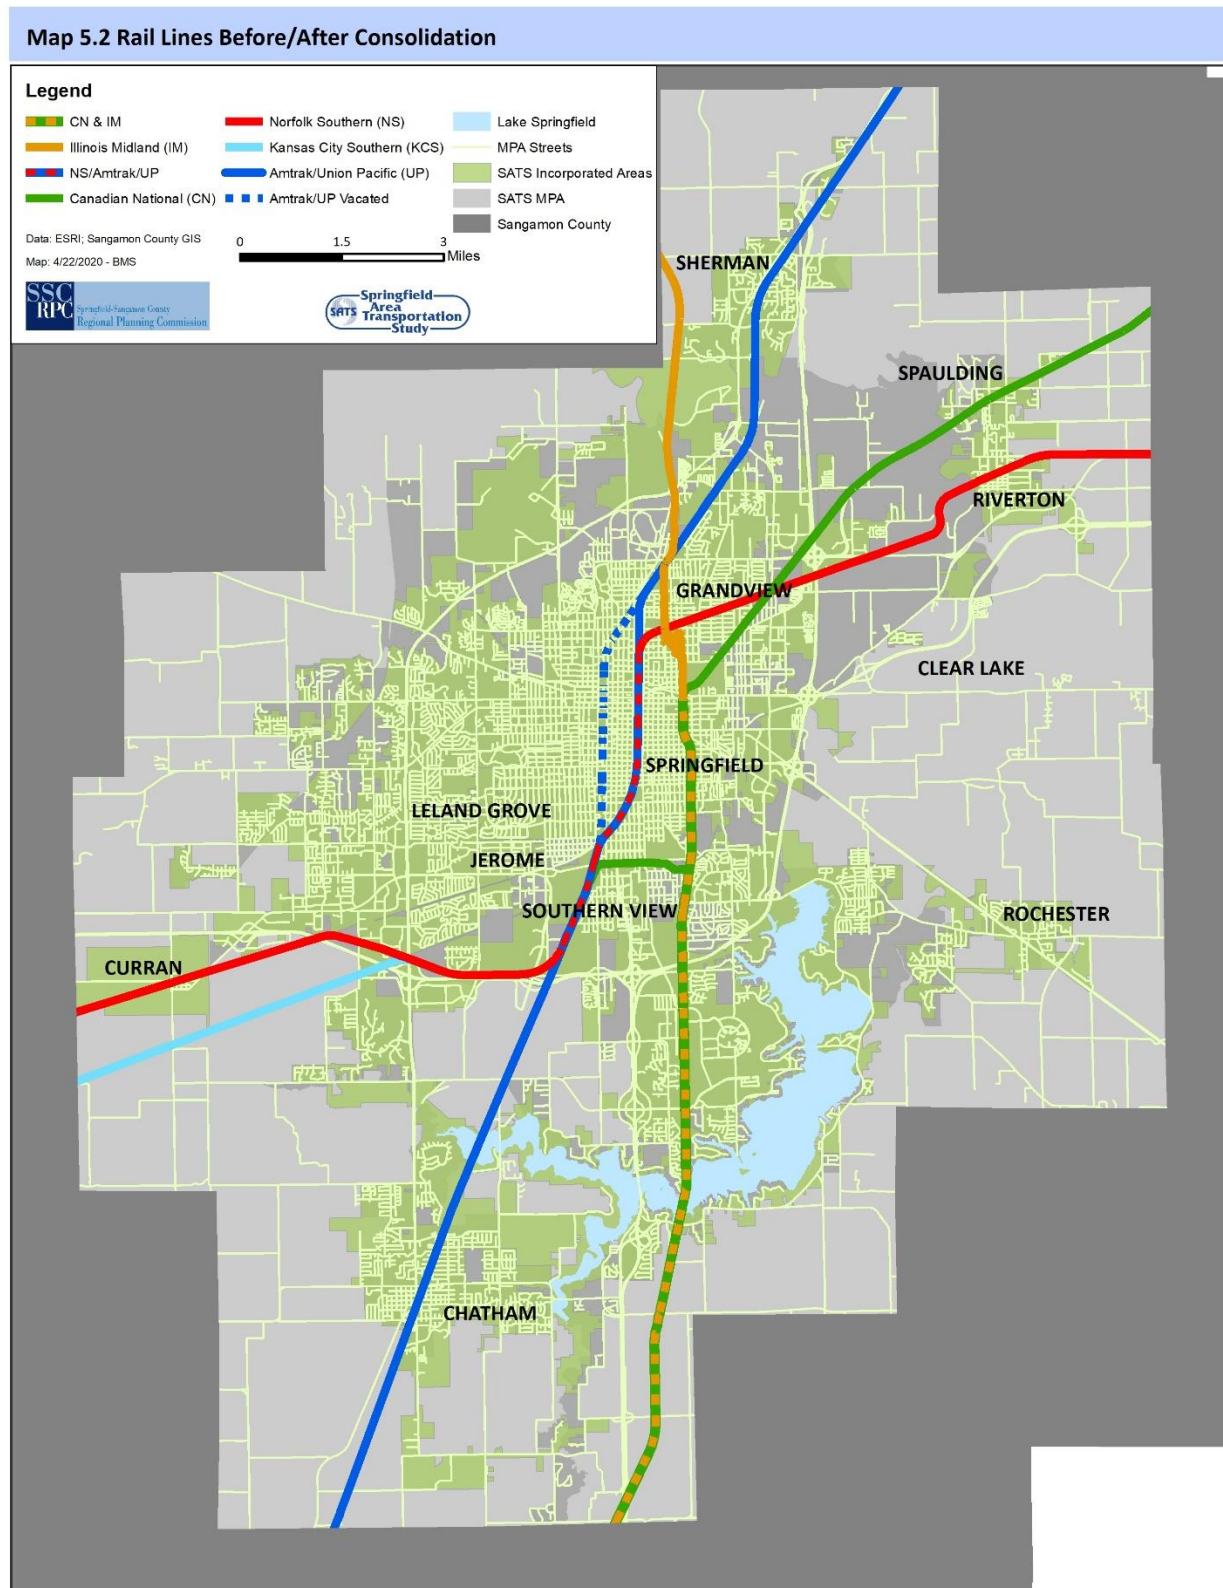 Map 5.2 Rail Lines Before/After Consolidation
Legend
CN & IM
Illinois Midland (IM)
NS/Amtrak/UP
Canadian National (CN)
Norfolk Southern (NS)
Kansas City Southern (KCS)
Amtrak/Union Pacific (UP)
Amtrak/UP Vacated
Lake Springfield
MPA Streets
SATS Incorporated Areas
SATS MPA
Sangamon County
Data: ESRI; Sangamon County GIS
Map: 4/22/2020 - BMS
0 1.5 3
Miles
SSC
RPC
Springfield-Sangamon County
Regional Planning Commission
SATS
Springfield
Area
Transportation
Study
SHERMAN
SPAULDING
RIVERTON
GRANDVIEW
CLEAR LAKE
SPRINGFIELD
LELAND GROVE
JEROME
SOUTHERN VIEW
ROCHESTER
CURRAN
CHATHAM